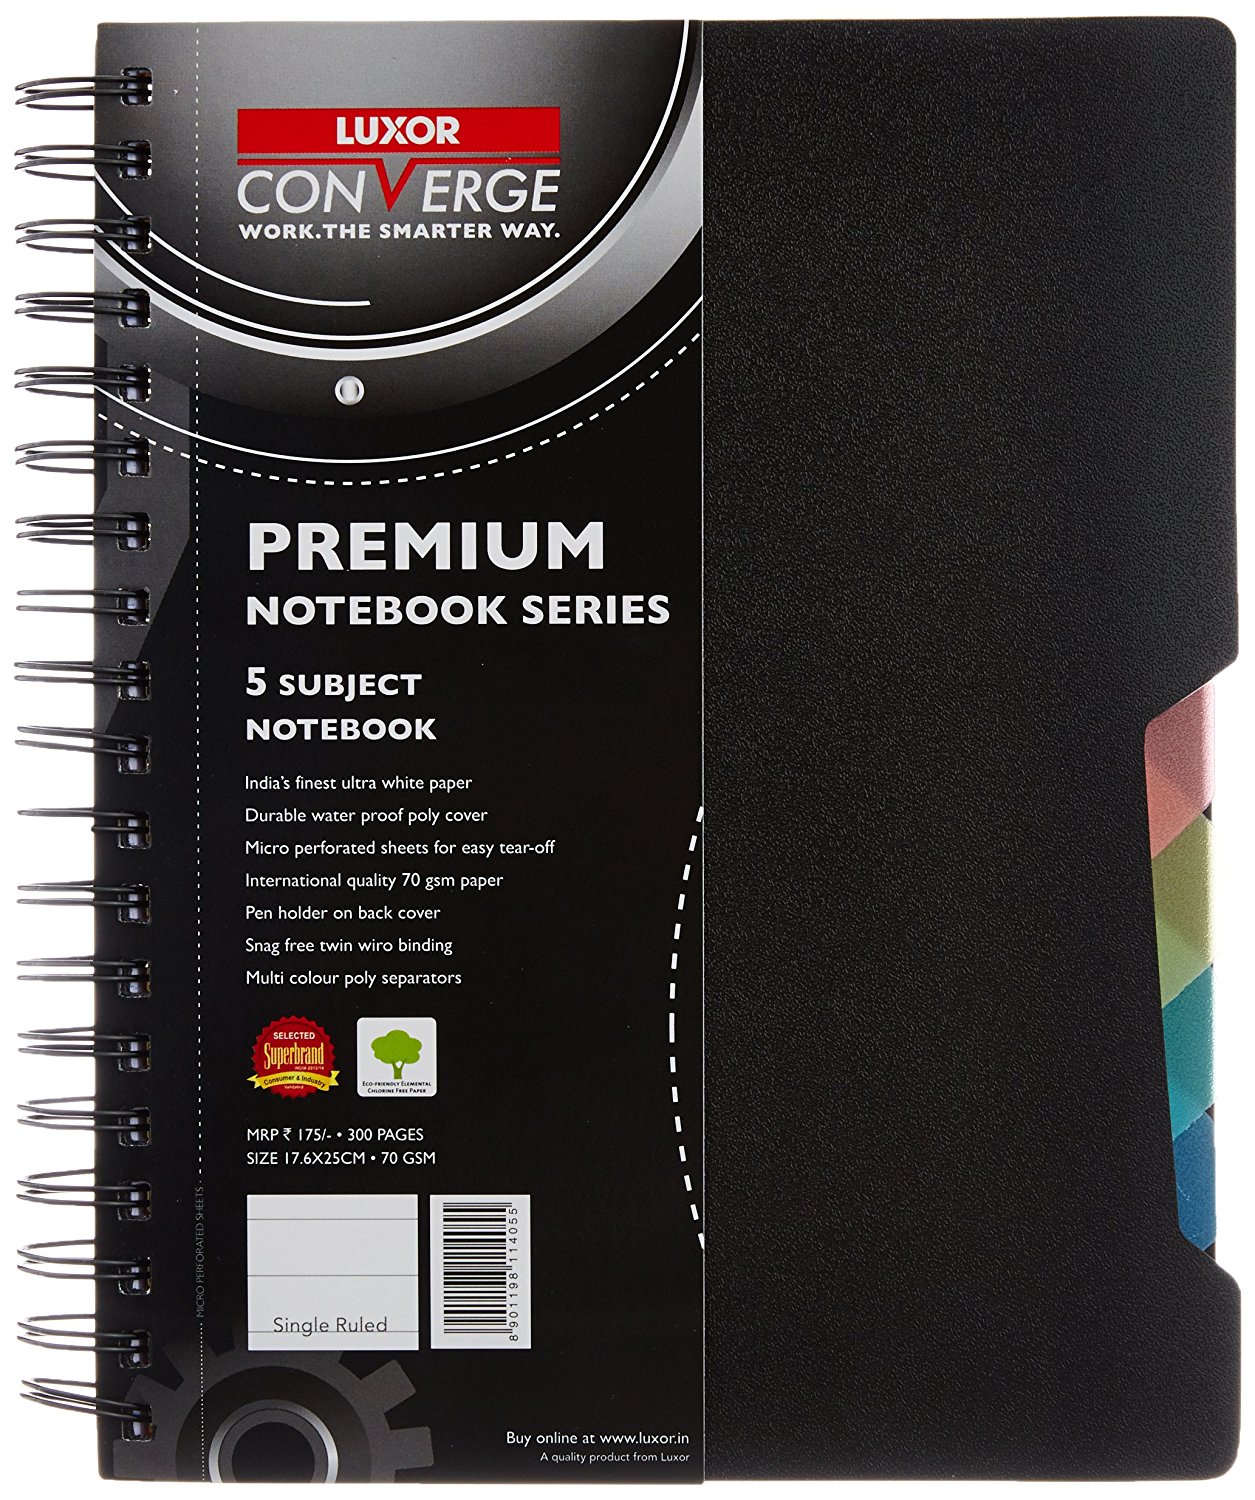 LUXOR
CONVERGE
WORK.THE SMARTER WAY.
PREMIUM
NOTEBOOK SERIES
5 SUBJECT
NOTEBOOK
India's finest ultra white paper
Durable water proof poly cover
Micro perforated sheets for easy tear-off
International quality 70 gsm paper
Pen holder on back cover
Snag free twin wiro binding
Multi colour poly separators
SELECTED
Superbrand
INDIA 2013/14
Consumer & Industry
Validated
ECO-FRIENDLY ELEMENTAL
CHLORINE FREE PAPER
MRP ₹ 175/- • 300 PAGES
SIZE 17.6X25CM • 70 GSM
MICRO PERFORATED SHEETS
Single Ruled
8 901198 114055
Buy online at www.luxor.in
A quality product from Luxor